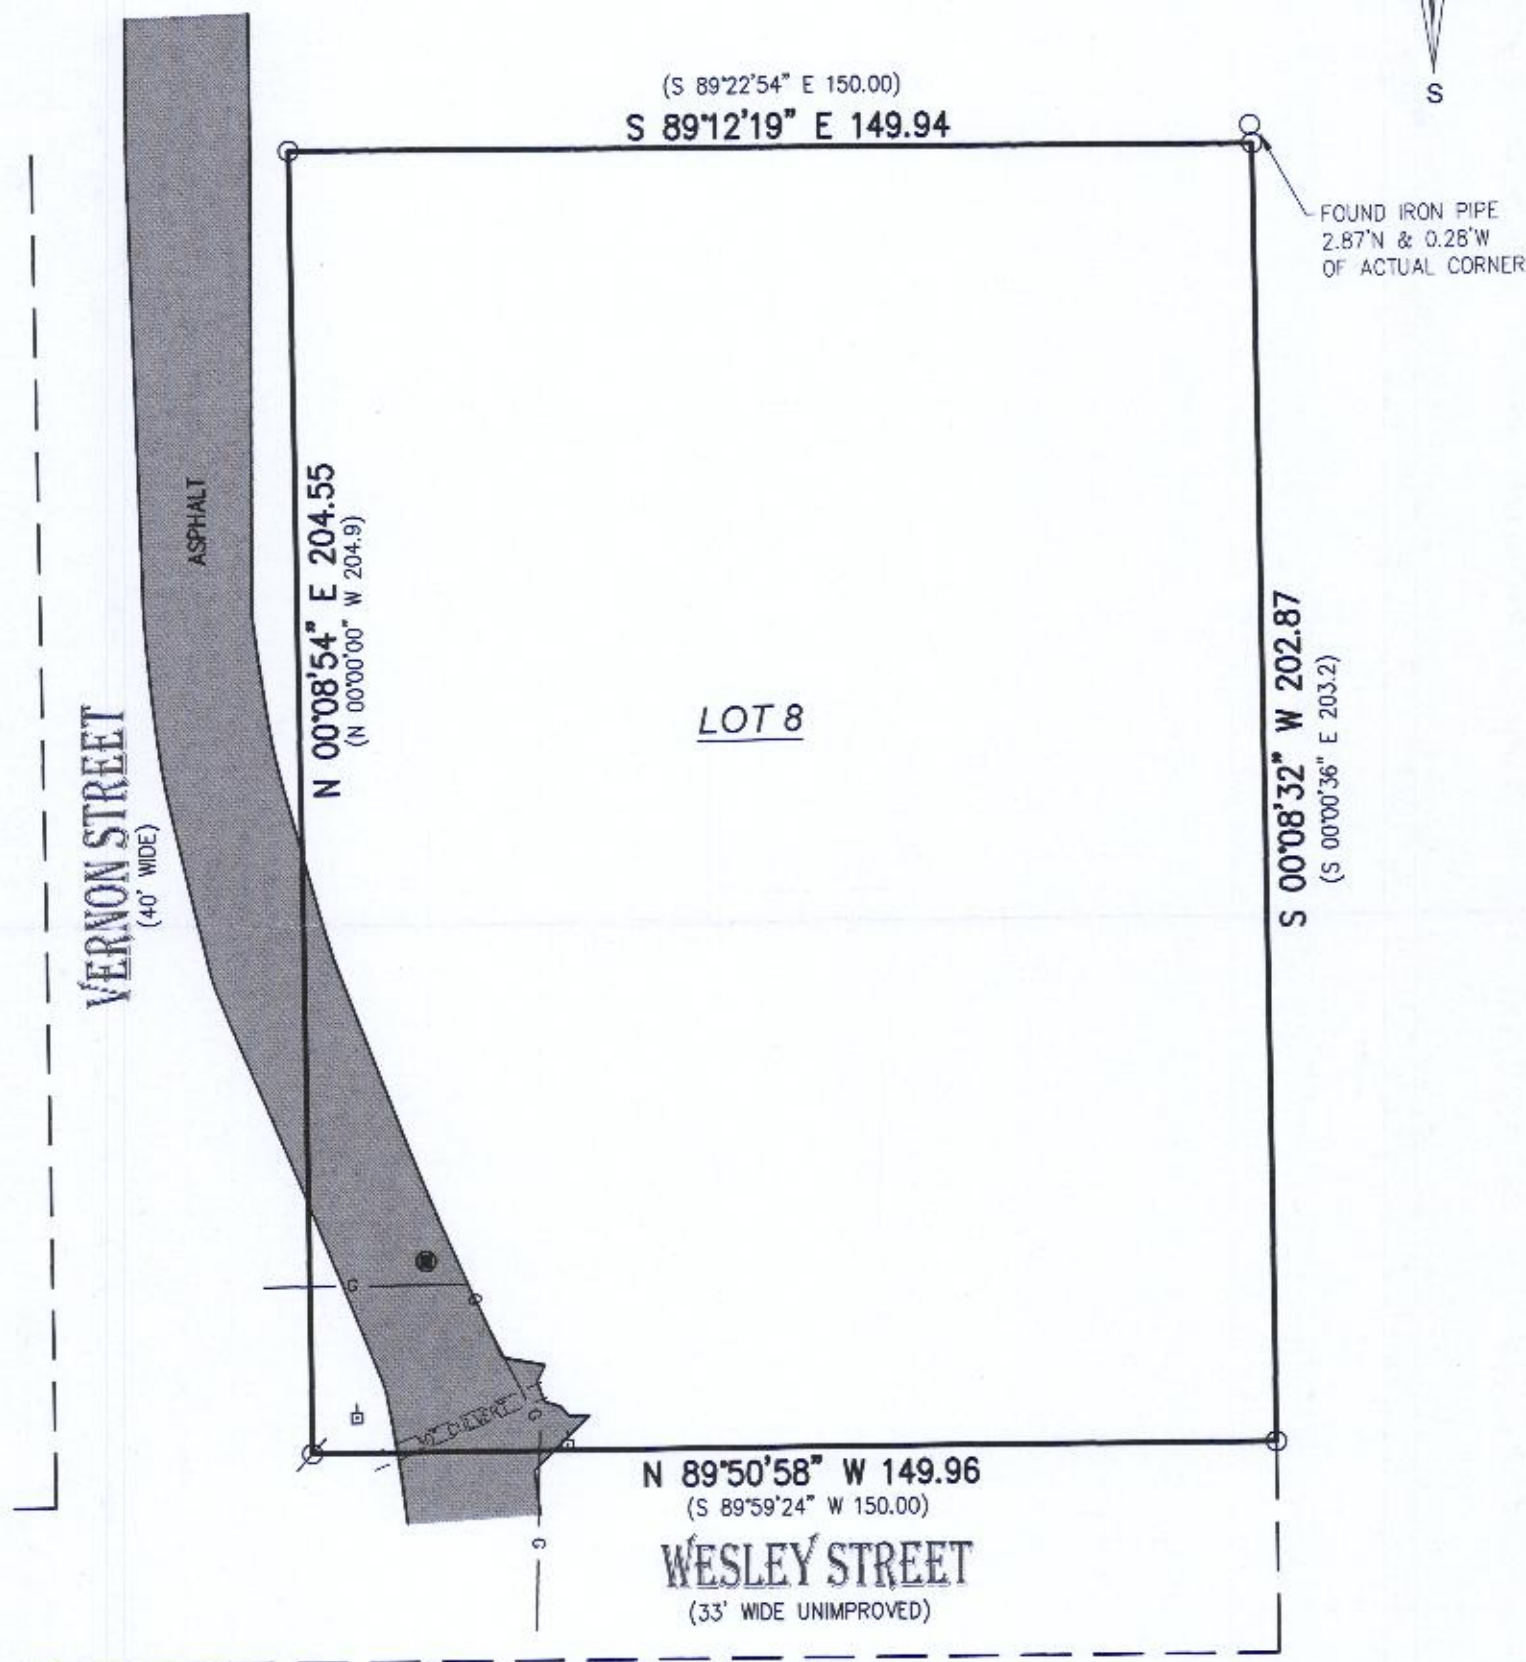 S
(S 89°22'54" E 150.00)
S 89°12'19" E 149.94
FOUND IRON PIPE
2.87'N & 0.28'W
OF ACTUAL CORNER
ASPHALT
N 00°08'54" E 204.55
(N 00°00'00" W 204.9)
VERNON STREET
(40' WIDE)
LOT 8
S 00°08'32" W 202.87
(S 00°00'36" E 203.2)
G
CULVERT
G
N 89°50'58" W 149.96
(S 89°59'24" W 150.00)
G
WESLEY STREET
(33' WIDE UNIMPROVED)